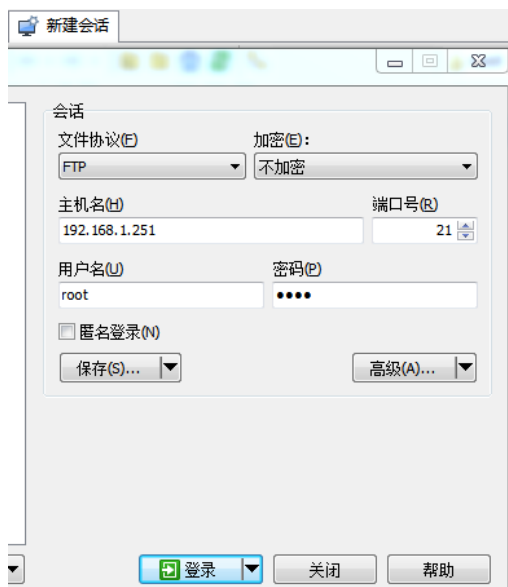 新建会话
会话
文件协议(F) 加密(E):
FTP 不加密
主机名(H) 端口号(R)
192.168.1.251 21
用户名(U) 密码(P)
root ●●●●
匿名登录(N)
保存(S)... 高级(A)...
登录 关闭 帮助